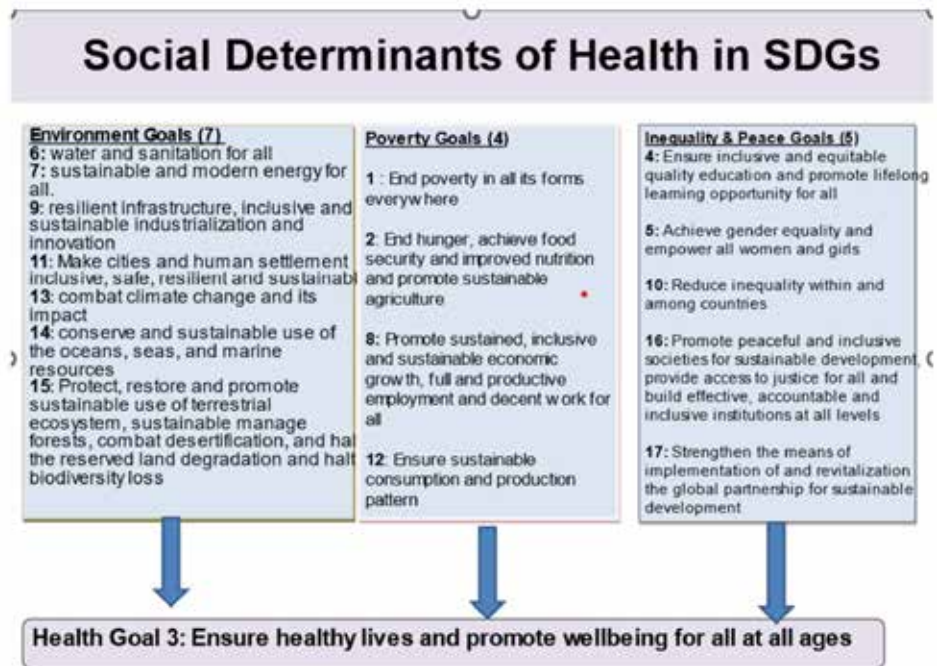 Social Determinants of Health in SDGs
Environment Goals (7)
6: water and sanitation for all
7: sustainable and modern energy for
all.
9: resilient infrastructure, inclusive and
sustainable industrialization and
innovation
11: Make cities and human settlement
inclusive, safe, resilient and sustainabl
13: combat climate change and its
impact
14: conserve and sustainable use of
the oceans, seas, and marine
resources
15: Protect, restore and promote
sustainable use of terrestrial
ecosystem, sustainable manage
forests, combat desertification, and hal
the reserved land degradation and halt
biodiversity loss
Poverty Goals (4)
1 : End poverty in all its forms
everywhere
2: End hunger, achieve food
security and improved nutrition
and promote sustainable
agriculture
8: Promote sustained, inclusive
and sustainable economic
growth, full and productive
employment and decent work for
all
12: Ensure sustainable
consumption and production
pattern
Inequality & Peace Goals (5)
4: Ensure inclusive and equitable
quality education and promote lifelong
learning opportunity for all
5: Achieve gender equality and
empower all women and girls
10: Reduce inequality within and
among countries
16: Promote peaceful and inclusive
societies for sustainable development,
provide access to justice for all and
build effective, accountable and
inclusive institutions at all levels
17: Strengthen the means of
implementation of and revitalization
the global partnership for sustainable
development
Health Goal 3: Ensure healthy lives and promote wellbeing for all at all ages